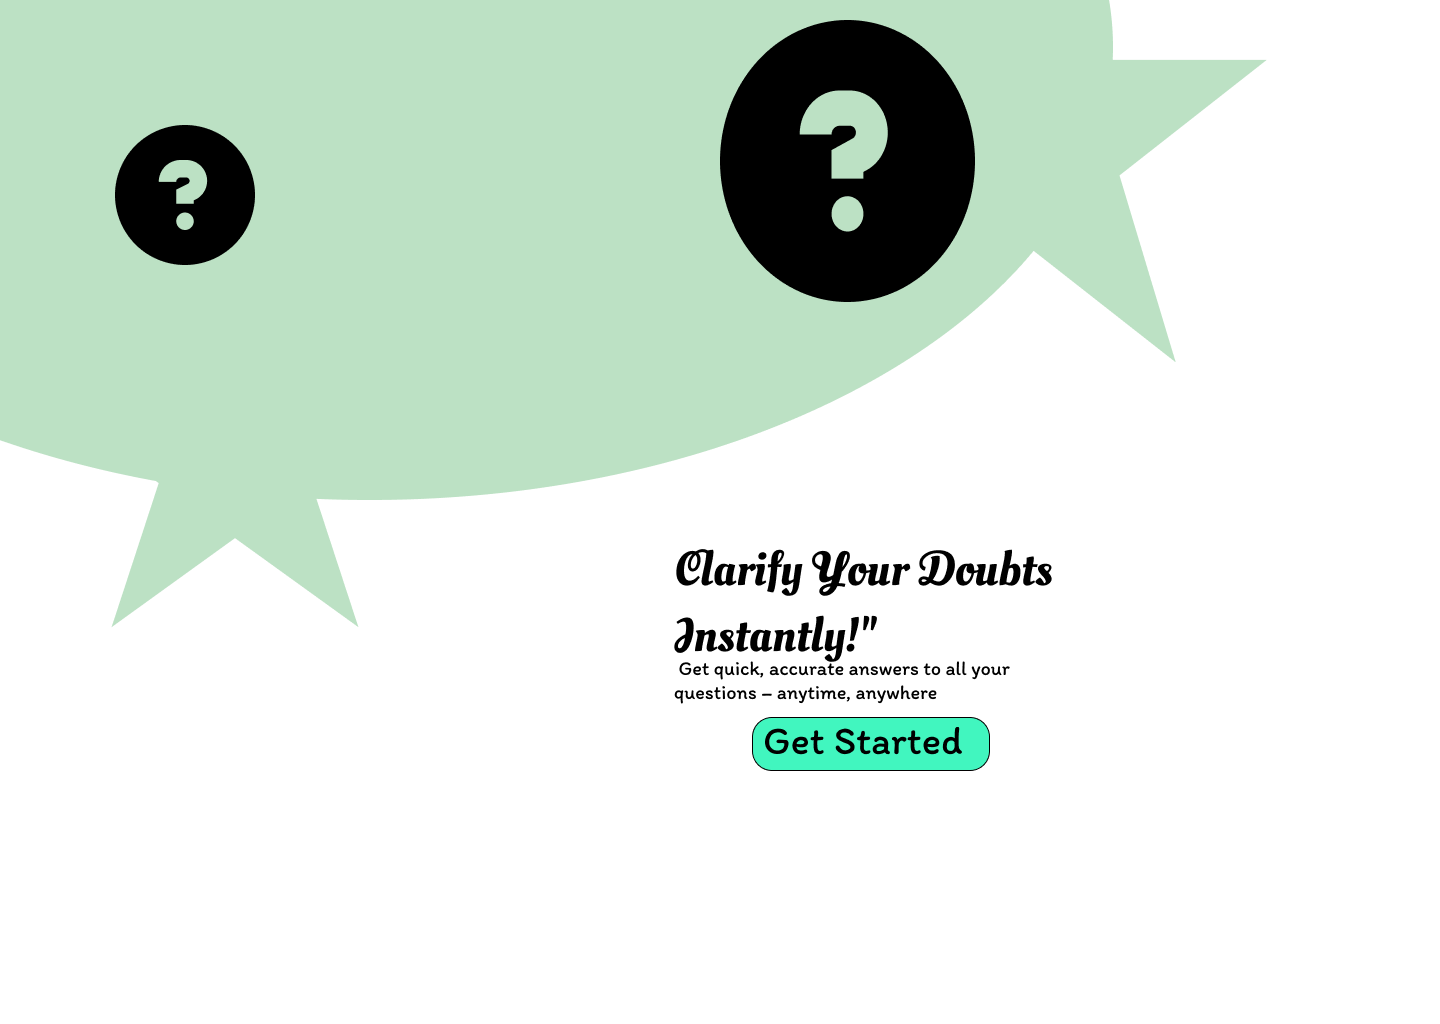 ?
?
Clarify Your Doubts
Instantly!"
Get quick, accurate answers to all your
questions – anytime, anywhere
Get Started